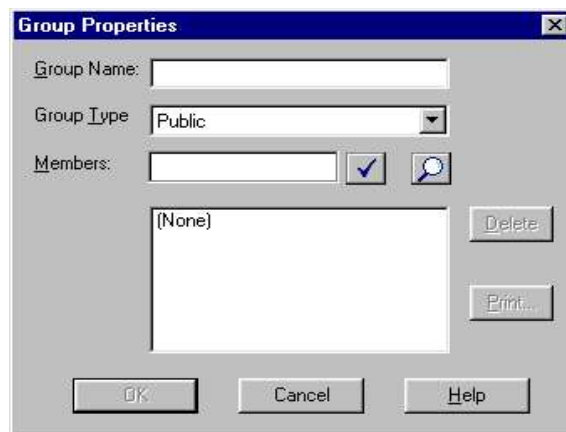 Group Properties
Group Name:
Group Type Public
Members:
(None)
Delete
Print...
OK Cancel Help